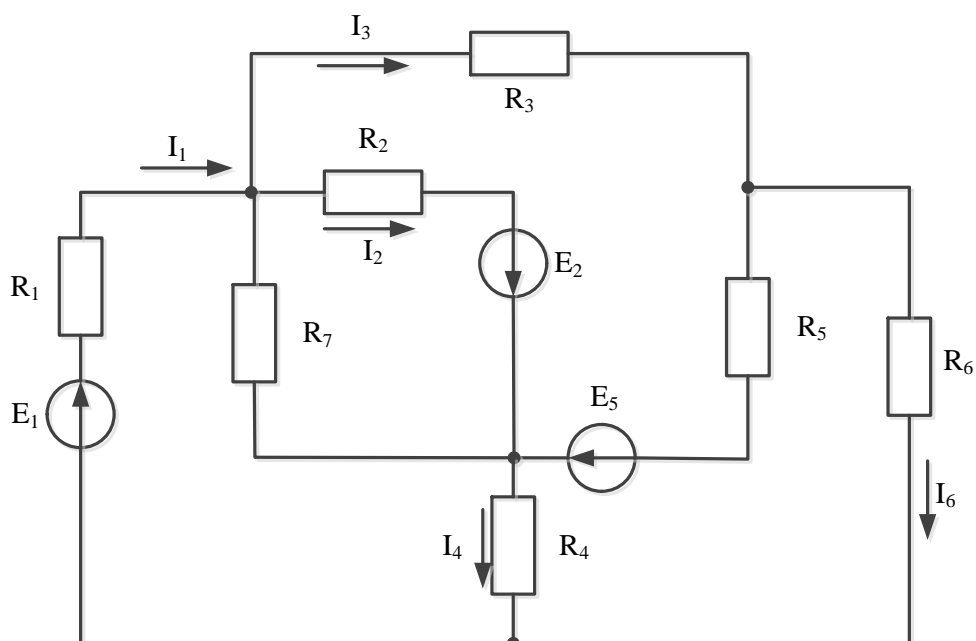 I₃
R₃
R₂
I₁
I₂
E₂
R₁
R₇
R₅
R₆
E₁
E₅
I₆
I₄
R₄